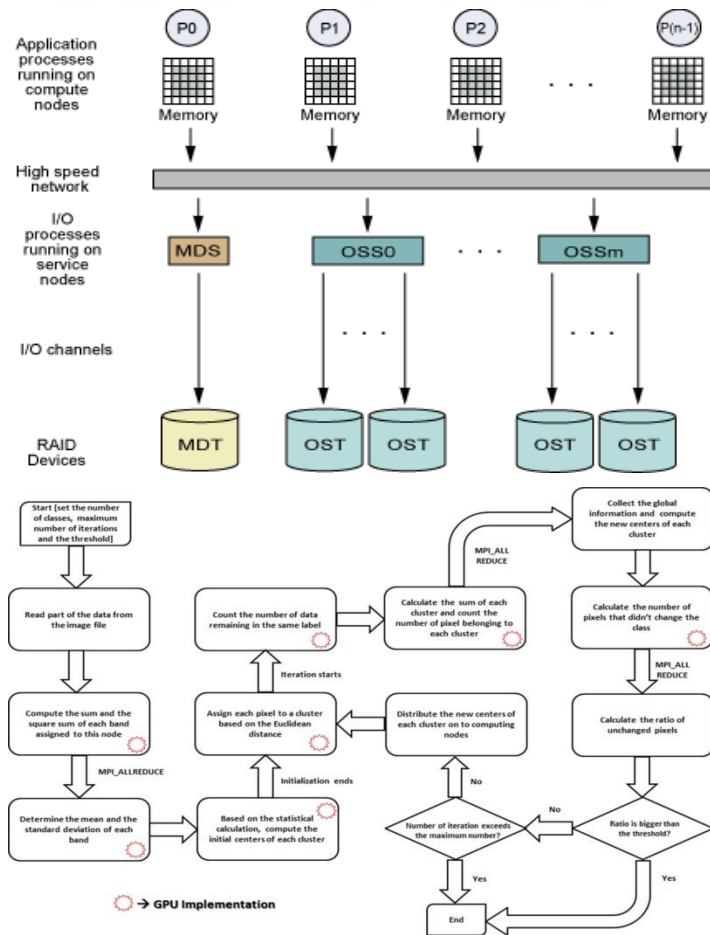 P0
P1
P2
P(n-1)
Application
processes
running on
compute
nodes
Memory
Memory
Memory
Memory
. . .
High speed
network
I/O
processes
running on
service
nodes
MDS
OSS0
. . .
OSSm
I/O channels
. . .
. . .
RAID
Devices
MDT
OST
OST
OST
OST
Start [set the number
of classes, maximum
number of iterations
and the threshold]
Read part of the data from
the image file
Compute the sum and the
square sum of each band
assigned to this node
MPI_ALLREDUCE
Determine the mean and the
standard deviation of each
band
Based on the statistical
calculation, compute the
initial centers of each cluster
Initialization ends
Assign each pixel to a cluster
based on the Euclidean
distance
Iteration starts
Count the number of data
remaining in the same label
Calculate the sum of each
cluster and count the
number of pixel belonging to
each cluster
MPI_ALL
REDUCE
Collect the global
information and compute
the new centers of each
cluster
Calculate the number of
pixels that didn't change the
class
MPI_ALL
REDUCE
Calculate the ratio of
unchanged pixels
Ratio is bigger than
the threshold?
No
Number of iteration exceeds
the maximum number?
No
Distribute the new centers of
each cluster on to computing
nodes
Yes
Yes
End
→ GPU Implementation